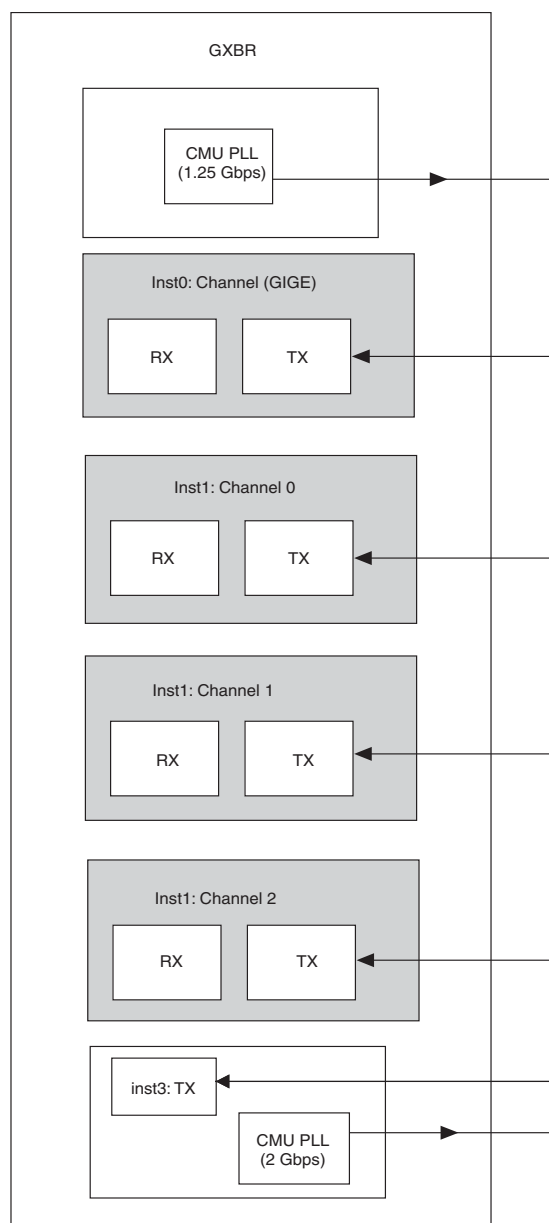 GXBR
CMU PLL
(1.25 Gbps)
Inst0: Channel (GIGE)
RX
TX
Inst1: Channel 0
RX
TX
Inst1: Channel 1
RX
TX
Inst1: Channel 2
RX
TX
inst3: TX
CMU PLL
(2 Gbps)